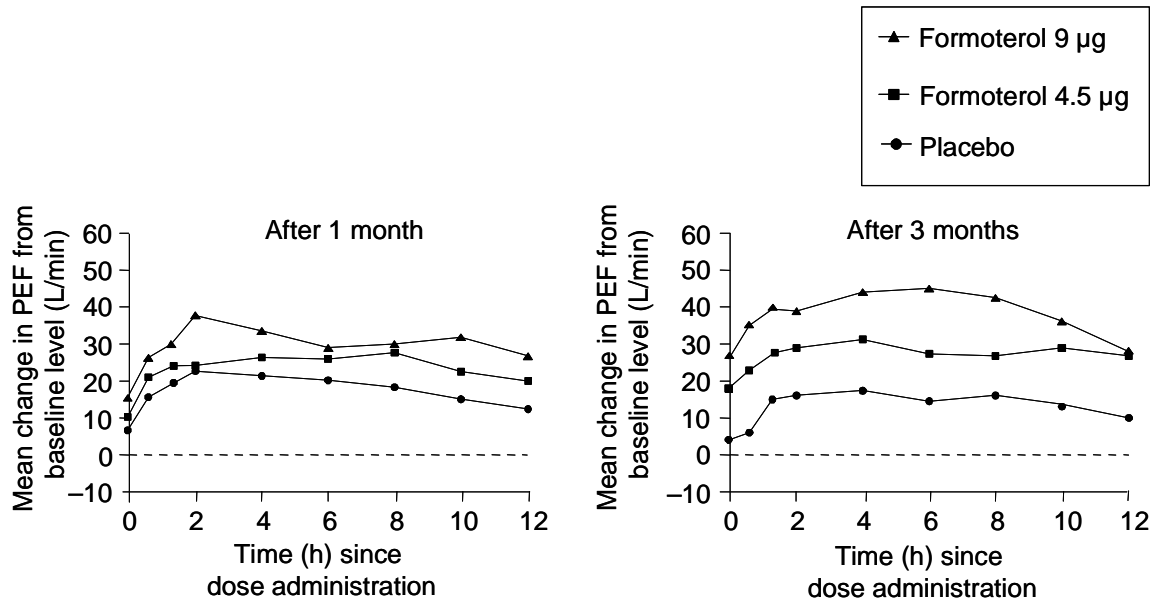 Formoterol 9 µg
Formoterol 4.5 µg
Placebo
After 1 month
Mean change in PEF from
baseline level (L/min)
60
50
40
30
20
10
0
–10
0 2 4 6 8 10 12
Time (h) since
dose administration
After 3 months
Mean change in PEF from
baseline level (L/min)
60
50
40
30
20
10
0
–10
0 2 4 6 8 10 12
Time (h) since
dose administration